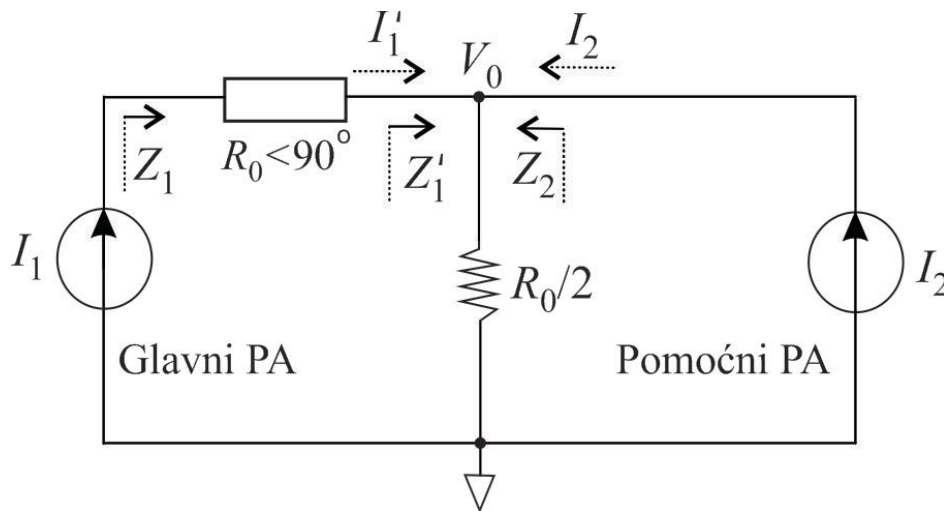 I₁' I₂
V₀
R₀<90°
Z₁ Z₁' Z₂
I₁ R₀/2 I₂
Glavni PA Pomoćni PA